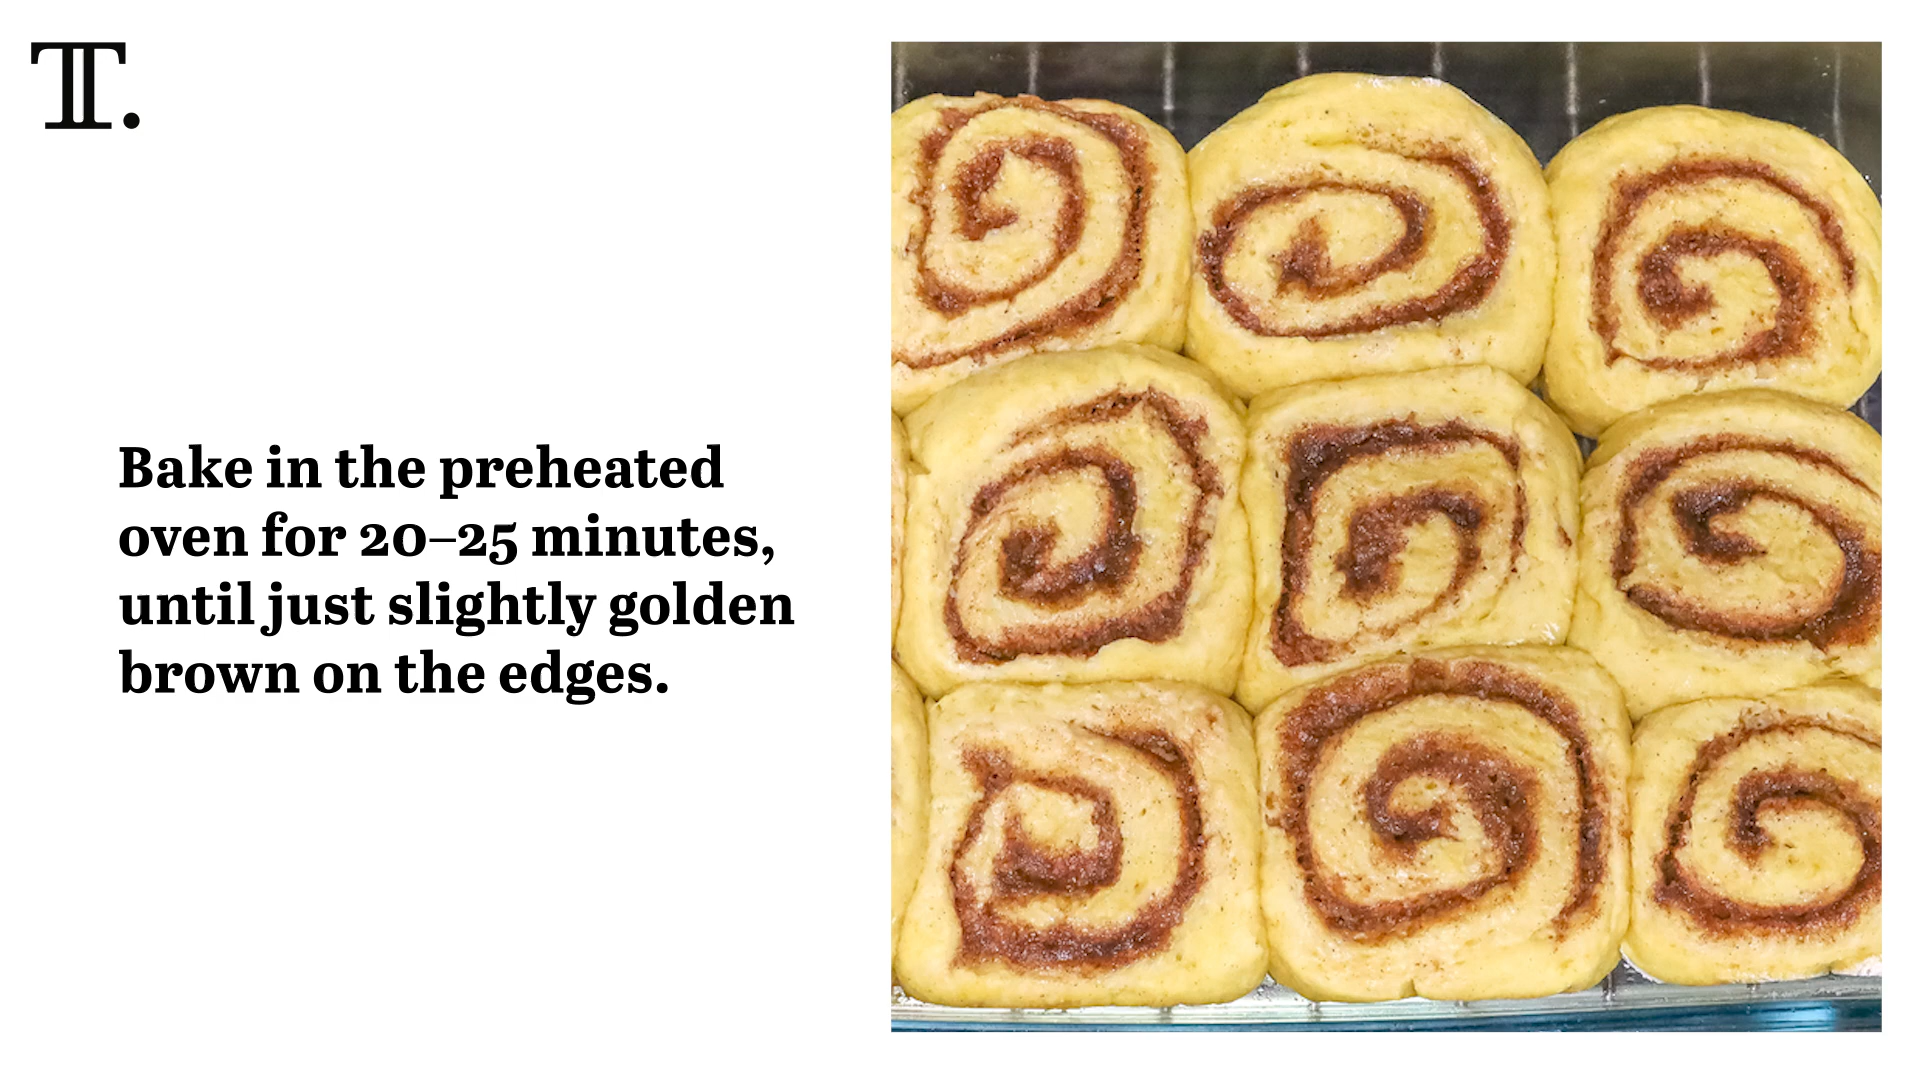 T.
Bake in the preheated
oven for 20–25 minutes,
until just slightly golden
brown on the edges.